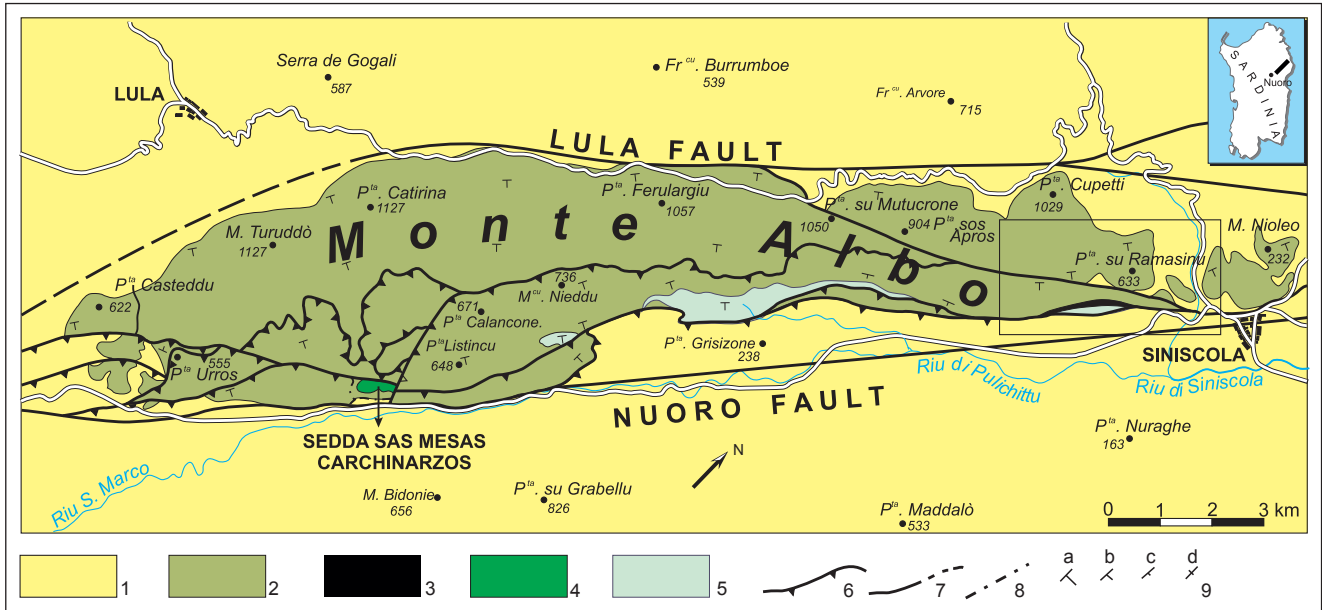 Serra de Gogali
587
LULA
Fr cu. Burrumboe
539
Fr cu. Arvore
715
SARDINIA
Nuoro
LULA FAULT
Pta. Catirina
1127
Pta. Ferulargiu
1057
Pta. Cupetti
1029
Pta. su Mutucrone
1050
904 Pta. sos
Apros
M. Nioleo
232
M. Turuddò
1127
Monte Albo
Pta. su Ramasinu
633
Pta Casteddu
622
736
Mcu. Nieddu
671
Pta Calancone.
Pta Listincu
648
555
Pta Urros
Pta. Grisizone
238
SINISCOLA
Riu di Pulichittu
Riu di Siniscola
NUORO FAULT
SEDDA SAS MESAS
CARCHINARZOS
Riu S. Marco
N
Pta. Nuraghe
163
M. Bidonie
656
Pta. su Grabellu
826
Pta. Maddalò
533
0 1 2 3 km
1 2 3 4 5 6 7 8 9
a b c d